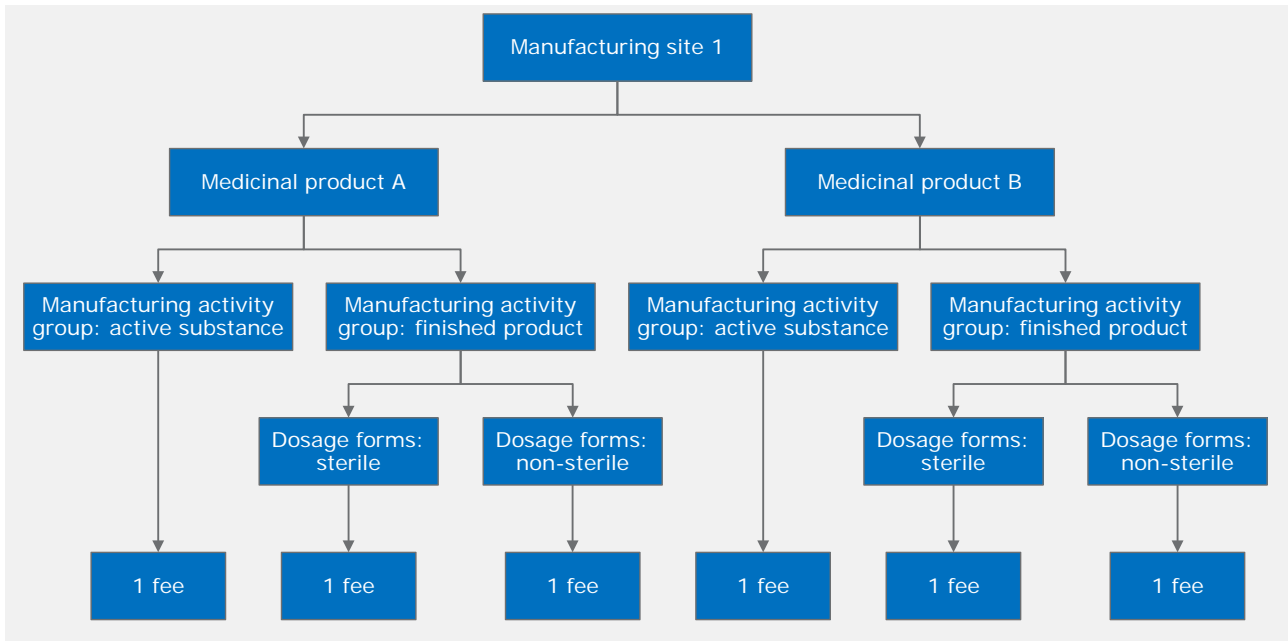 Manufacturing site 1
Medicinal product A
Medicinal product B
Manufacturing activity
group: active substance
Manufacturing activity
group: finished product
Manufacturing activity
group: active substance
Manufacturing activity
group: finished product
Dosage forms:
sterile
Dosage forms:
non-sterile
Dosage forms:
sterile
Dosage forms:
non-sterile
1 fee
1 fee
1 fee
1 fee
1 fee
1 fee